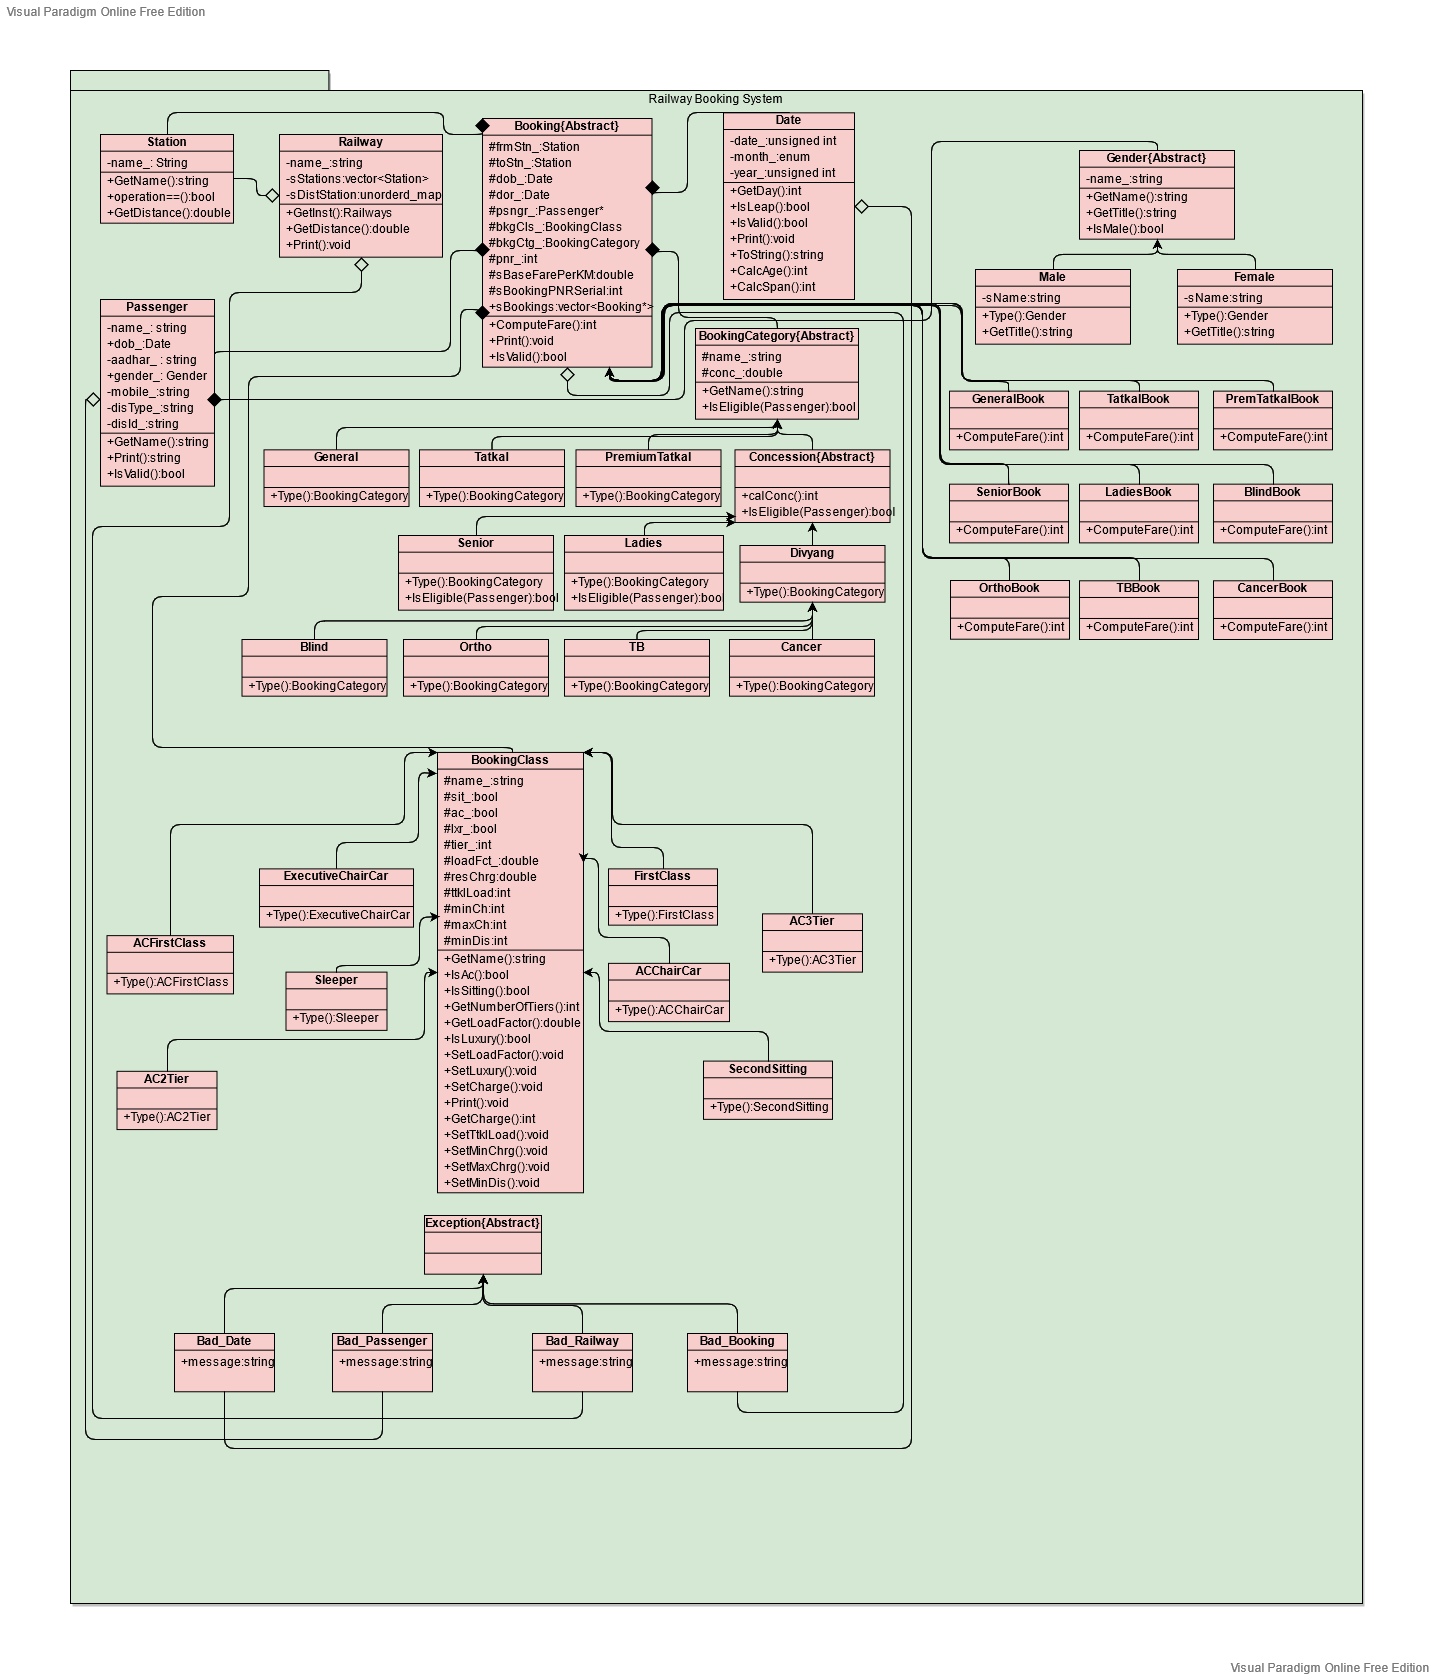 Visual Paradigm Online Free Edition
Railway Booking System
Station
-name_: String
+GetName():string
+operation==():bool
+GetDistance():double
Railway
-name_:string
-sStations:vector<Station>
-sDistStation:unorderd_map
+GetInst():Railways
+GetDistance():double
+Print():void
Booking{Abstract}
#frmStn_:Station
#toStn_:Station
#dob_:Date
#dor_:Date
#psngr_:Passenger*
#bkgCls_:BookingClass
#bkgCtg_:BookingCategory
#pnr_:int
#sBaseFarePerKM:double
#sBookingPNRSerial:int
+sBookings:vector<Booking*>
+ComputeFare():int
+Print():void
+IsValid():bool
Date
-date_:unsigned int
-month_:enum
-year_:unsigned int
+GetDay():int
+IsLeap():bool
+IsValid():bool
+Print():void
+ToString():string
+CalcAge():int
+CalcSpan():int
Gender{Abstract}
-name_:string
+GetName():string
+GetTitle():string
+IsMale():bool
Male
-sName:string
+Type():Gender
+GetTitle():string
Female
-sName:string
+Type():Gender
+GetTitle():string
Passenger
-name_: string
+dob_:Date
-aadhar_ : string
+gender_: Gender
-mobile_:string
-disType_:string
-disId_:string
+GetName():string
+Print():string
+IsValid():bool
BookingCategory{Abstract}
#name_:string
#conc_:double
+GetName():string
+IsEligible(Passenger):bool
GeneralBook
+ComputeFare():int
TatkalBook
+ComputeFare():int
PremTatkalBook
+ComputeFare():int
General
+Type():BookingCategory
Tatkal
+Type():BookingCategory
PremiumTatkal
+Type():BookingCategory
Concession{Abstract}
+calConc():int
+IsEligible(Passenger):bool
SeniorBook
+ComputeFare():int
LadiesBook
+ComputeFare():int
BlindBook
+ComputeFare():int
Senior
+Type():BookingCategory
+IsEligible(Passenger):bool
Ladies
+Type():BookingCategory
+IsEligible(Passenger):bool
Divyang
+Type():BookingCategory
OrthoBook
+ComputeFare():int
TBBook
+ComputeFare():int
CancerBook
+ComputeFare():int
Blind
+Type():BookingCategory
Ortho
+Type():BookingCategory
TB
+Type():BookingCategory
Cancer
+Type():BookingCategory
BookingClass
#name_:string
#sit_:bool
#ac_:bool
#lxr_:bool
#tier_:int
#loadFct_:double
#resChrg:double
#ttklLoad:int
#minCh:int
#maxCh:int
#minDis:int
+GetName():string
+IsAc():bool
+IsSitting():bool
+GetNumberOfTiers():int
+GetLoadFactor():double
+IsLuxury():bool
+SetLoadFactor():void
+SetLuxury():void
+SetCharge():void
+Print():void
+GetCharge():int
+SetTtklLoad():void
+SetMinChrg():void
+SetMaxChrg():void
+SetMinDis():void
ExecutiveChairCar
+Type():ExecutiveChairCar
FirstClass
+Type():FirstClass
AC3Tier
+Type():AC3Tier
ACFirstClass
+Type():ACFirstClass
Sleeper
+Type():Sleeper
ACChairCar
+Type():ACChairCar
AC2Tier
+Type():AC2Tier
SecondSitting
+Type():SecondSitting
Exception{Abstract}
Bad_Date
+message:string
Bad_Passenger
+message:string
Bad_Railway
+message:string
Bad_Booking
+message:string
Visual Paradigm Online Free Edition